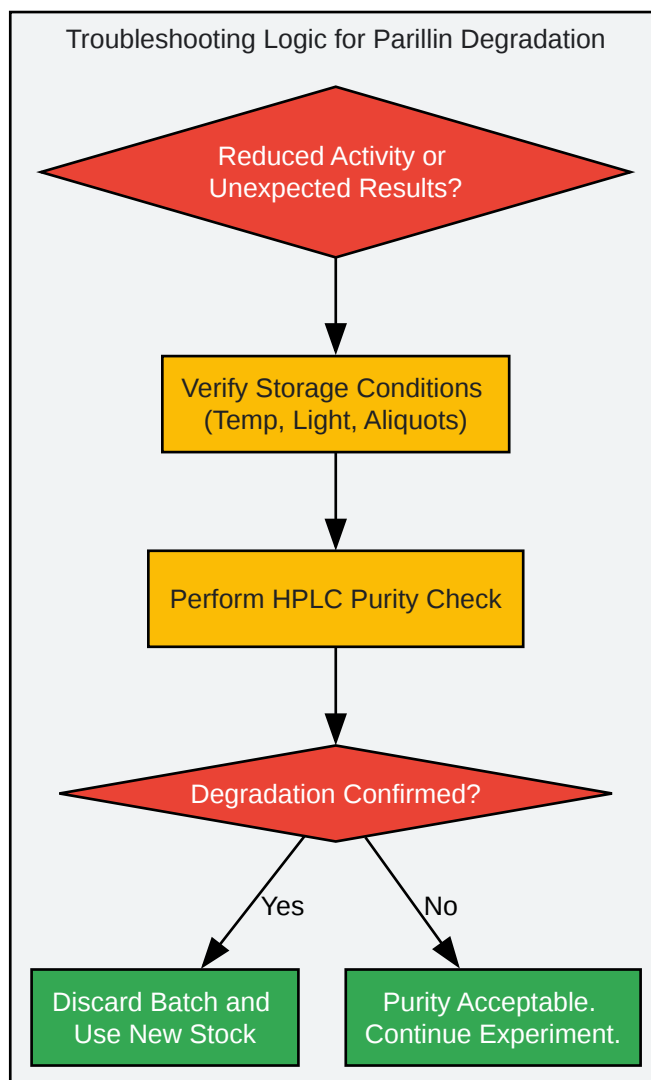 Troubleshooting Logic for Parillin Degradation
Reduced Activity or
Unexpected Results?
Verify Storage Conditions
(Temp, Light, Aliquots)
Perform HPLC Purity Check
Degradation Confirmed?
Yes
No
Discard Batch and
Use New Stock
Purity Acceptable.
Continue Experiment.